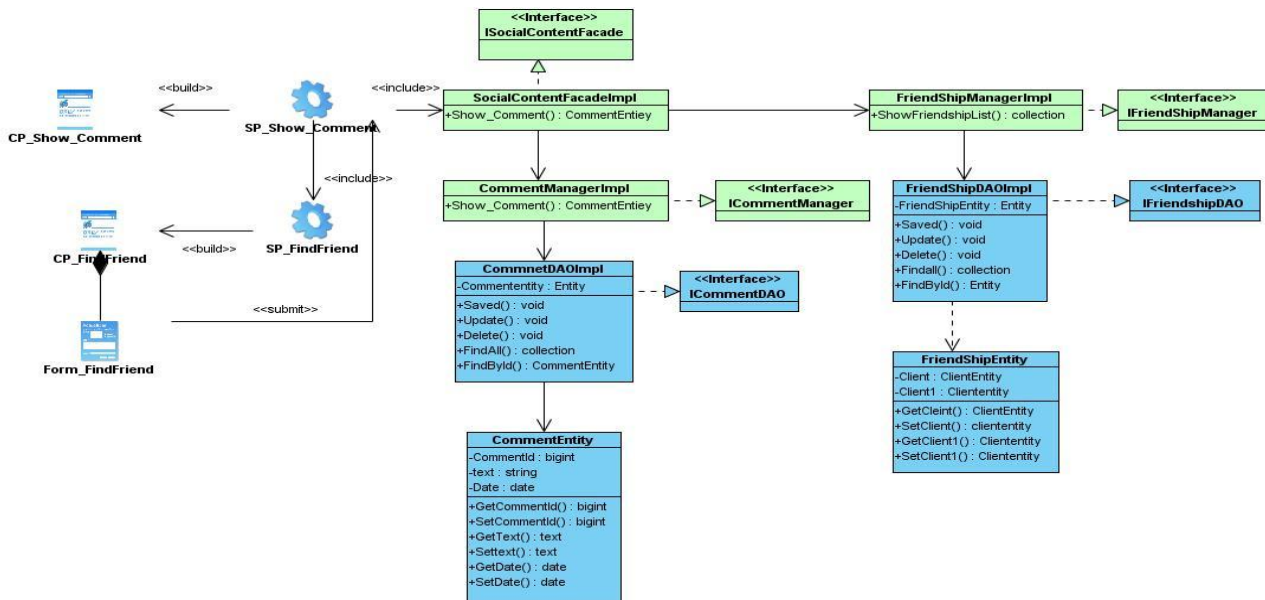 <<Interface>>
ISocialContentFacade
<<build>>
<<include>>
CP_Show_Comment
SP_Show_Comment
SocialContentFacadeImpl
+Show_Comment() : CommentEntiey
FriendShipManagerImpl
+ShowFriendshipList() : collection
<<Interface>>
IFriendShipManager
<<include>>
CommentManagerImpl
+Show_Comment() : CommentEntiey
<<Interface>>
ICommentManager
FriendShipDAOImpl
-FriendShipEntity : Entity
+Saved() : void
+Update() : void
+Delete() : void
+Findall() : collection
+FindById() : Entity
<<Interface>>
IFriendshipDAO
CP_FindFriend
<<build>>
SP_FindFriend
CommnetDAOImpl
-Commententity : Entity
+Saved() : void
+Update() : void
+Delete() : void
+FindAll() : collection
+FindById() : CommentEntity
<<Interface>>
ICommentDAO
<<submit>>
Form_FindFriend
FriendShipEntity
-Client : ClientEntity
-Client1 : Cliententity
+GetCleint() : ClientEntity
+SetClient() : cliententity
+GetClient1() : Cliententity
+SetClient1() : Cliententity
CommentEntity
-CommentId : bigint
-text : string
-Date : date
+GetCommentId() : bigint
+SetCommentId() : bigint
+GetText() : text
+Settext() : text
+GetDate() : date
+SetDate() : date